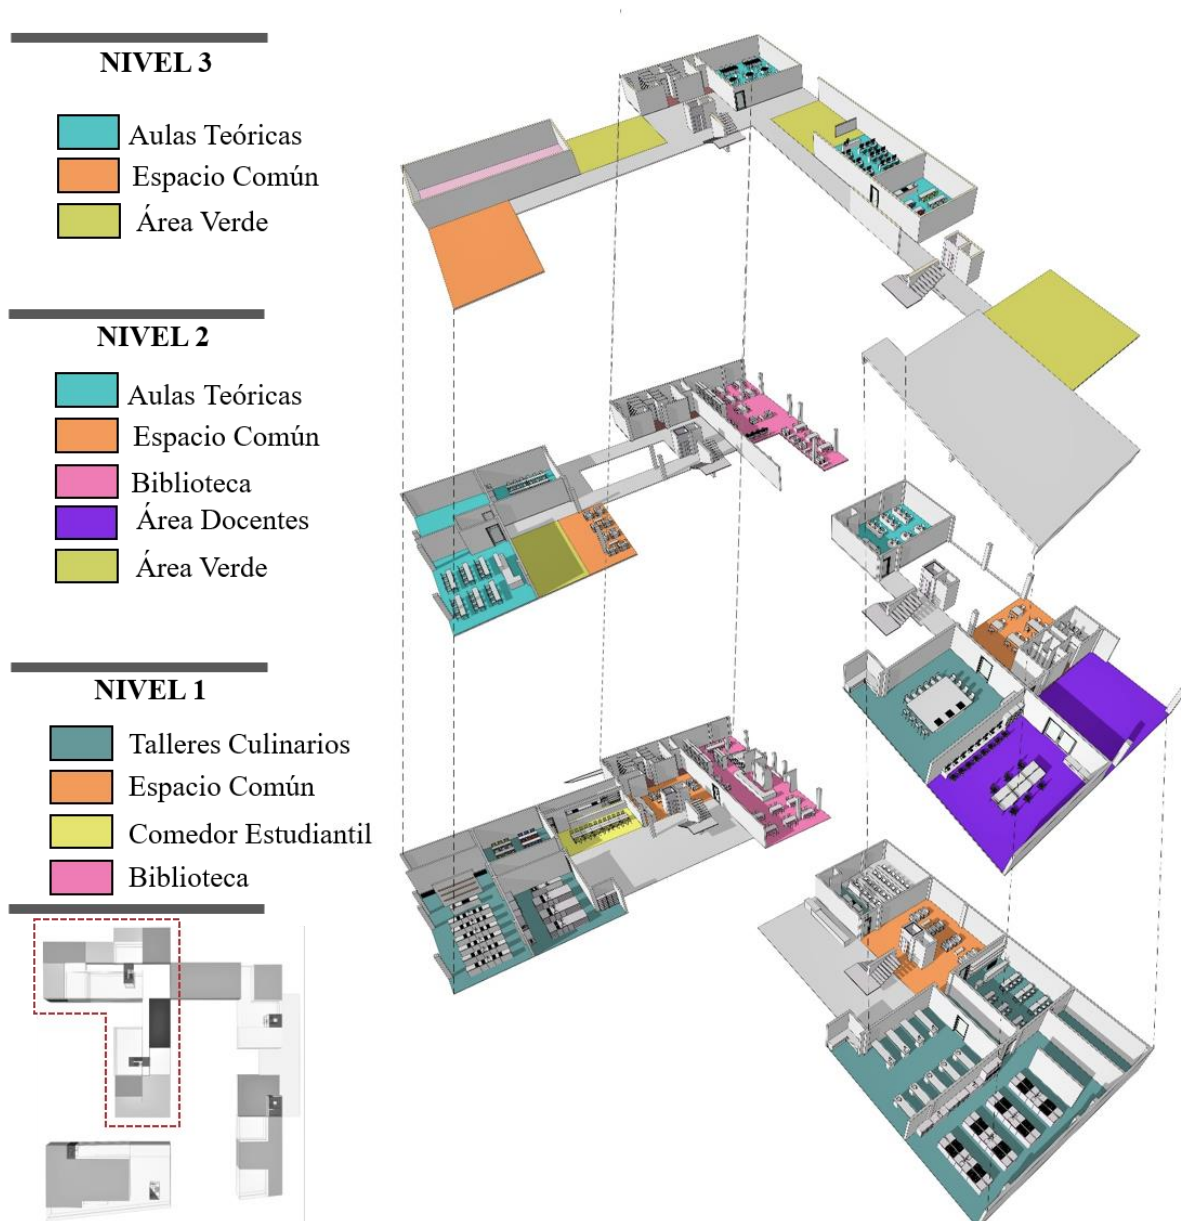 NIVEL 3
Aulas Teóricas
Espacio Común
Área Verde
NIVEL 2
Aulas Teóricas
Espacio Común
Biblioteca
Área Docentes
Área Verde
NIVEL 1
Talleres Culinarios
Espacio Común
Comedor Estudiantil
Biblioteca